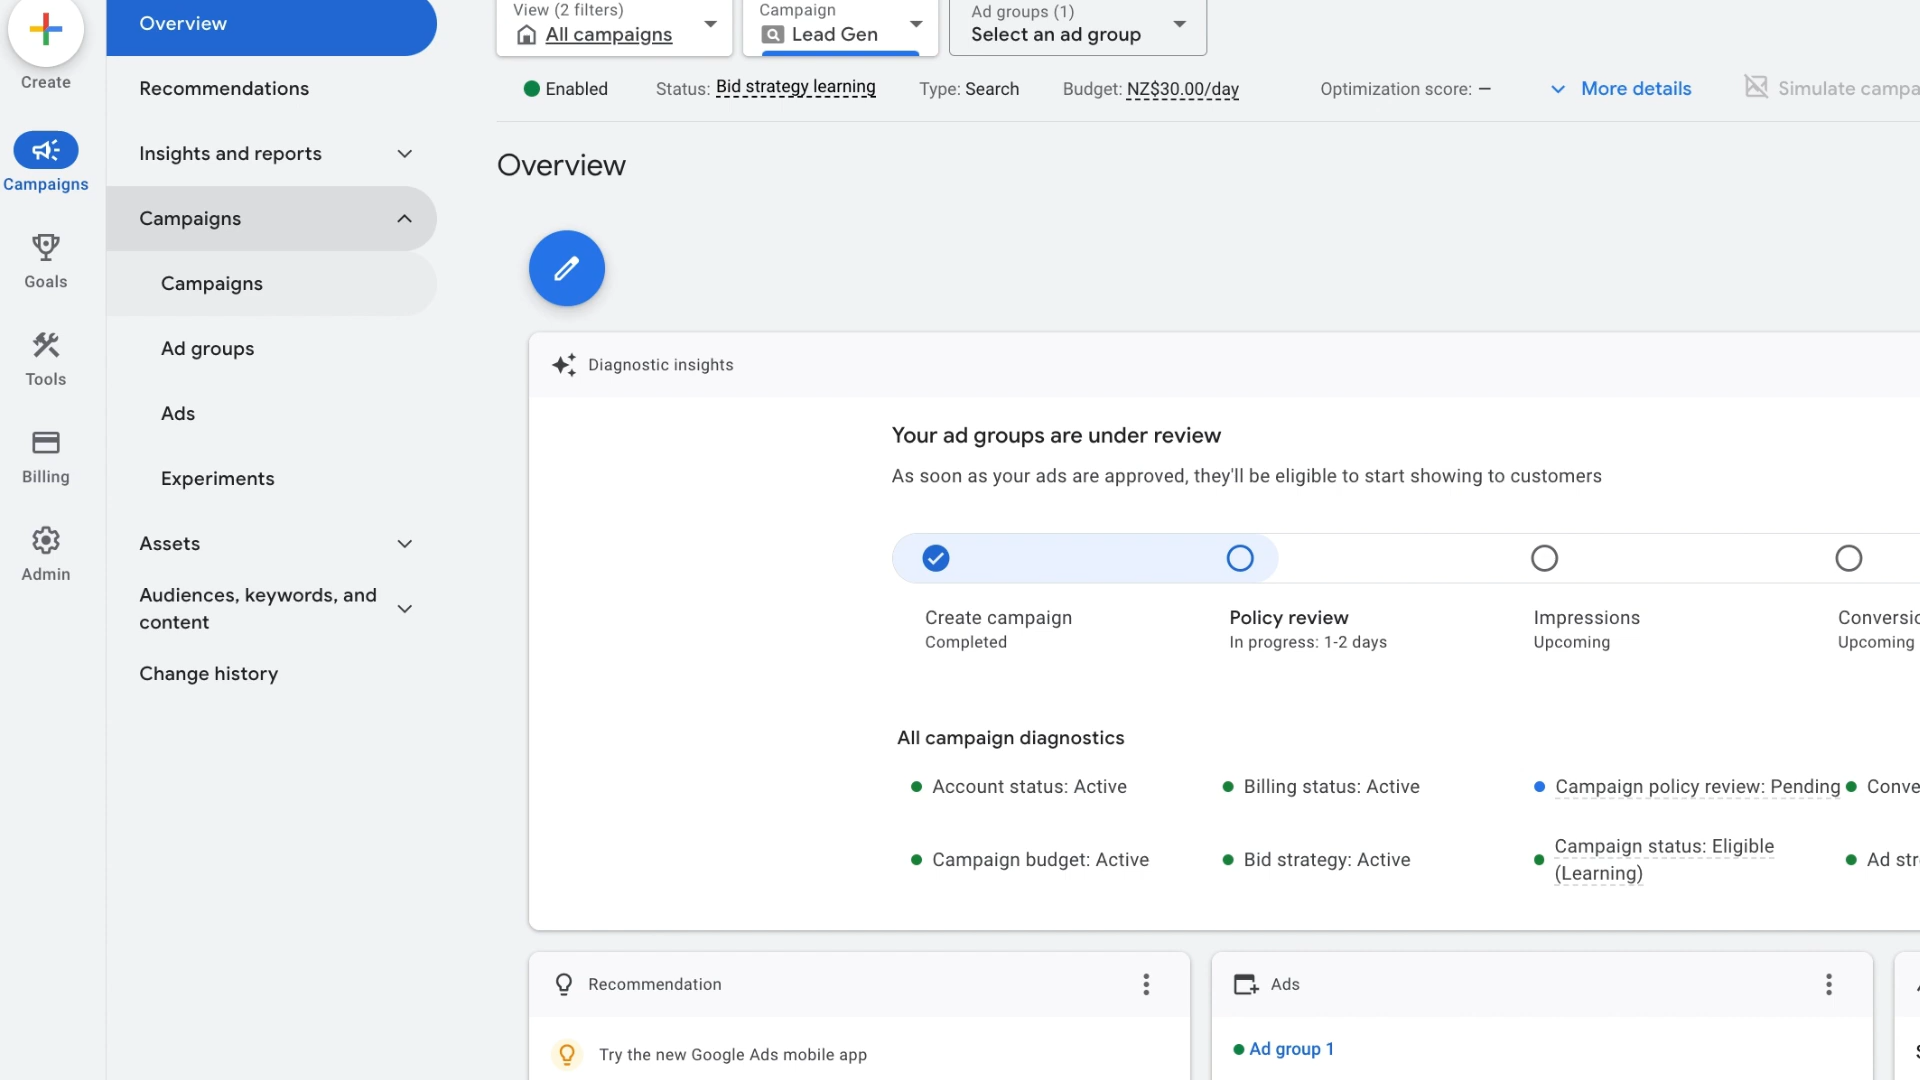 Create
Campaigns
Goals
Tools
Billing
Admin
Overview
Recommendations
Insights and reports
Campaigns
Campaigns
Ad groups
Ads
Experiments
Assets
Audiences, keywords, and
content
Change history
View (2 filters)
All campaigns
Campaign
Lead Gen
Ad groups (1)
Select an ad group
Enabled
Status: Bid strategy learning
Type: Search
Budget: NZ$30.00/day
Optimization score: —
More details
Simulate campa
Overview
Diagnostic insights
Your ad groups are under review
As soon as your ads are approved, they'll be eligible to start showing to customers
Create campaign
Completed
Policy review
In progress: 1-2 days
Impressions
Upcoming
Conversio
Upcoming
All campaign diagnostics
Account status: Active
Billing status: Active
Campaign policy review: Pending
Conve
Campaign budget: Active
Bid strategy: Active
Campaign status: Eligible
(Learning)
Ad str
Recommendation
Try the new Google Ads mobile app
Ads
Ad group 1